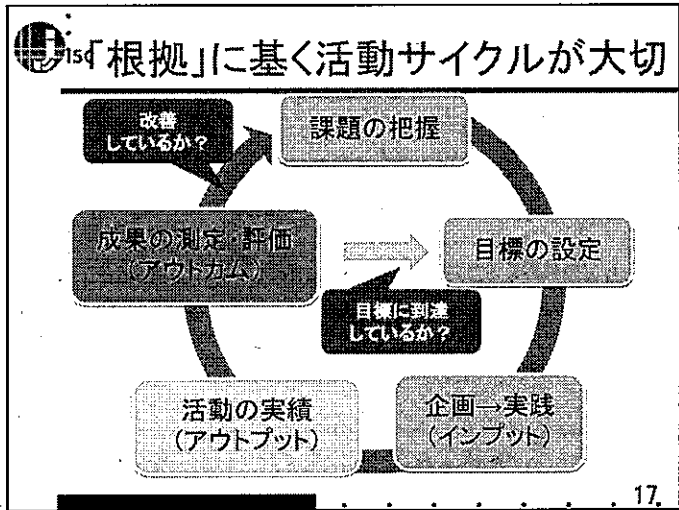 「根拠」に基く活動サイクルが大切
改善
しているか?
課題の把握
成果の測定・評価
(アウトカム)
目標の設定
目標に到達
しているか?
活動の実績
(アウトプット)
企画→実践
(インプット)
17